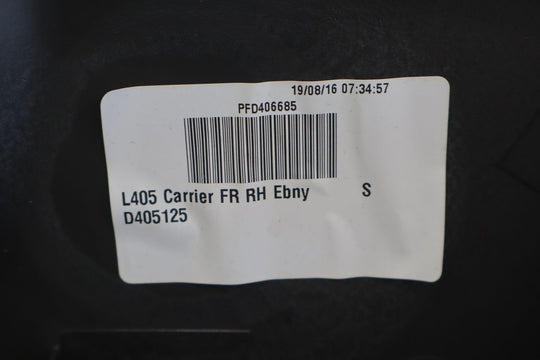 19/08/16 07:34:57
PFD406685
L405 Carrier FR RH Ebny S
D405125